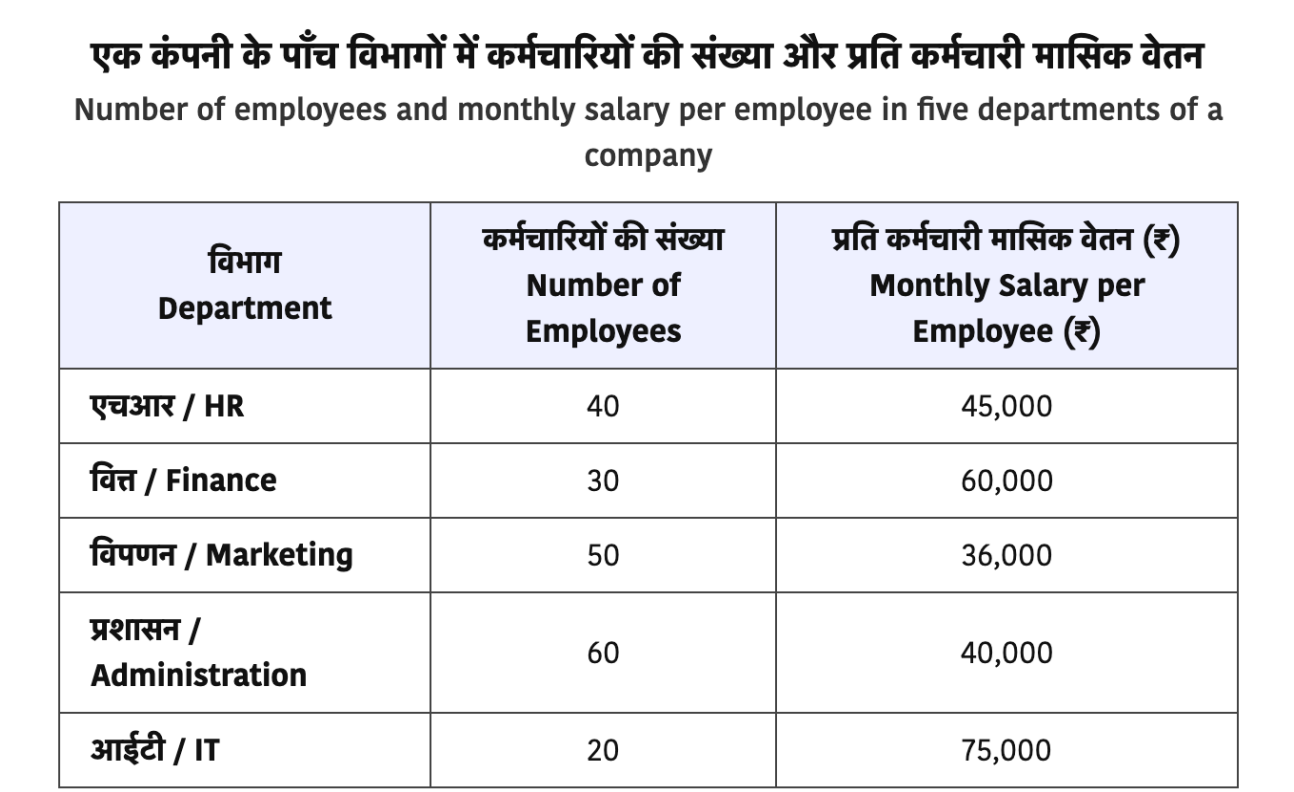 एक कंपनी के पाँच विभागों में कर्मचारियों की संख्या और प्रति कर्मचारी मासिक वेतन
Number of employees and monthly salary per employee in five departments of a
company
विभाग
Department
कर्मचारियों की संख्या
Number of
Employees
प्रति कर्मचारी मासिक वेतन (₹)
Monthly Salary per
Employee (₹)
एचआर / HR
40
45,000
वित्त / Finance
30
60,000
विपणन / Marketing
50
36,000
प्रशासन /
Administration
60
40,000
आईटी / IT
20
75,000